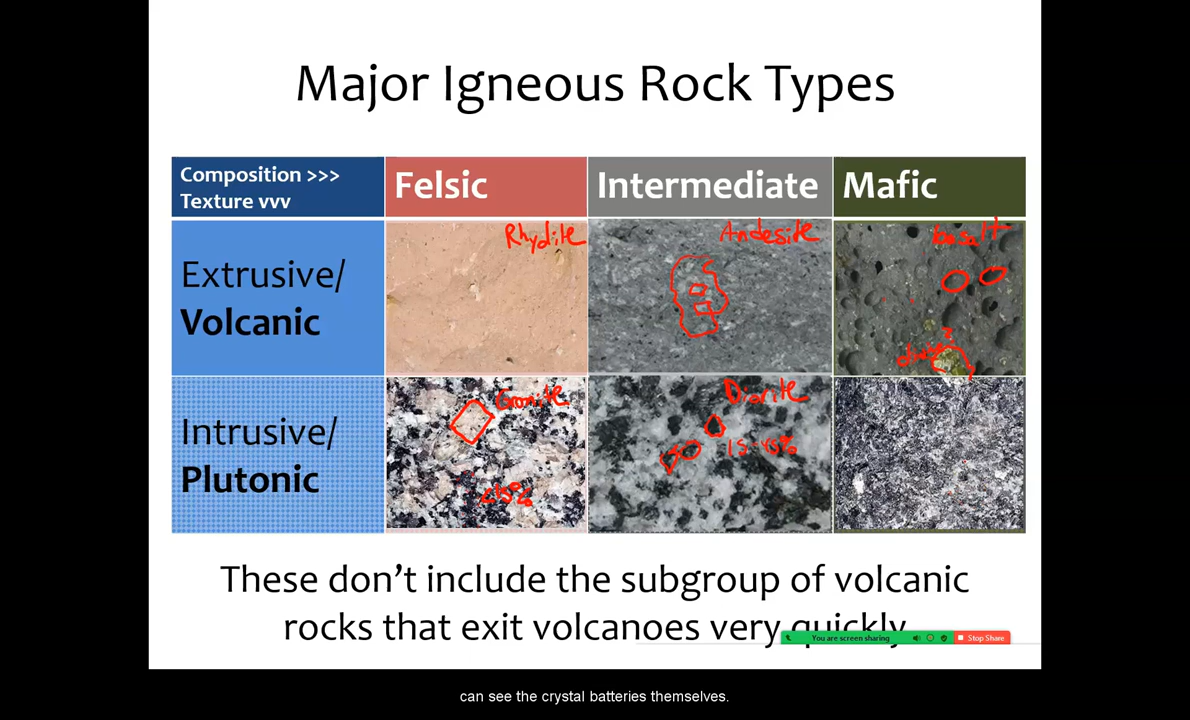 Major Igneous Rock Types
Composition >>>
Texture vvv
Felsic
Intermediate
Mafic
Extrusive/
Volcanic
Rhyolite
Andesite
basalt
Intrusive/
Plutonic
Granite
<15%
Diorite
15-45%
These don't include the subgroup of volcanic
rocks that exit volcanoes very quickly
You are screen sharing
Stop Share
can see the crystal batteries themselves.